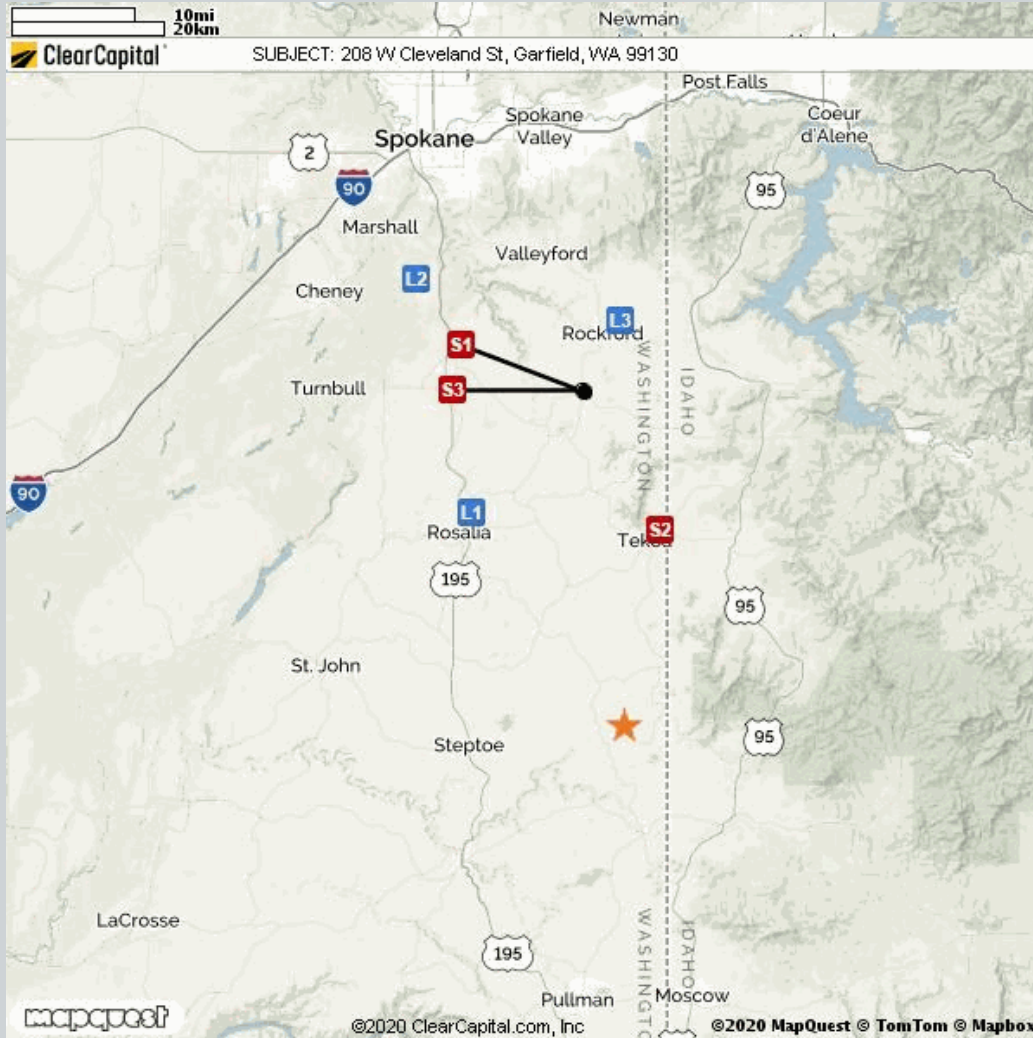 10mi
20km
Newman
ClearCapital
SUBJECT: 208 W Cleveland St, Garfield, WA 99130
Post Falls
Spokane
Valley
Coeur
d'Alene
Spokane
2
90
95
Marshall
Valleyford
L2
Cheney
L3
Rockford
S1
WASHINGTON
IDAHO
Turnbull
S3
90
L1
Rosalia
S2
195
95
St. John
95
Steptoe
LaCrosse
WASHINGTON
IDAHO
195
Pullman
Moscow
mapquest
©2020 ClearCapital.com, Inc
©2020 MapQuest © TomTom © Mapbox